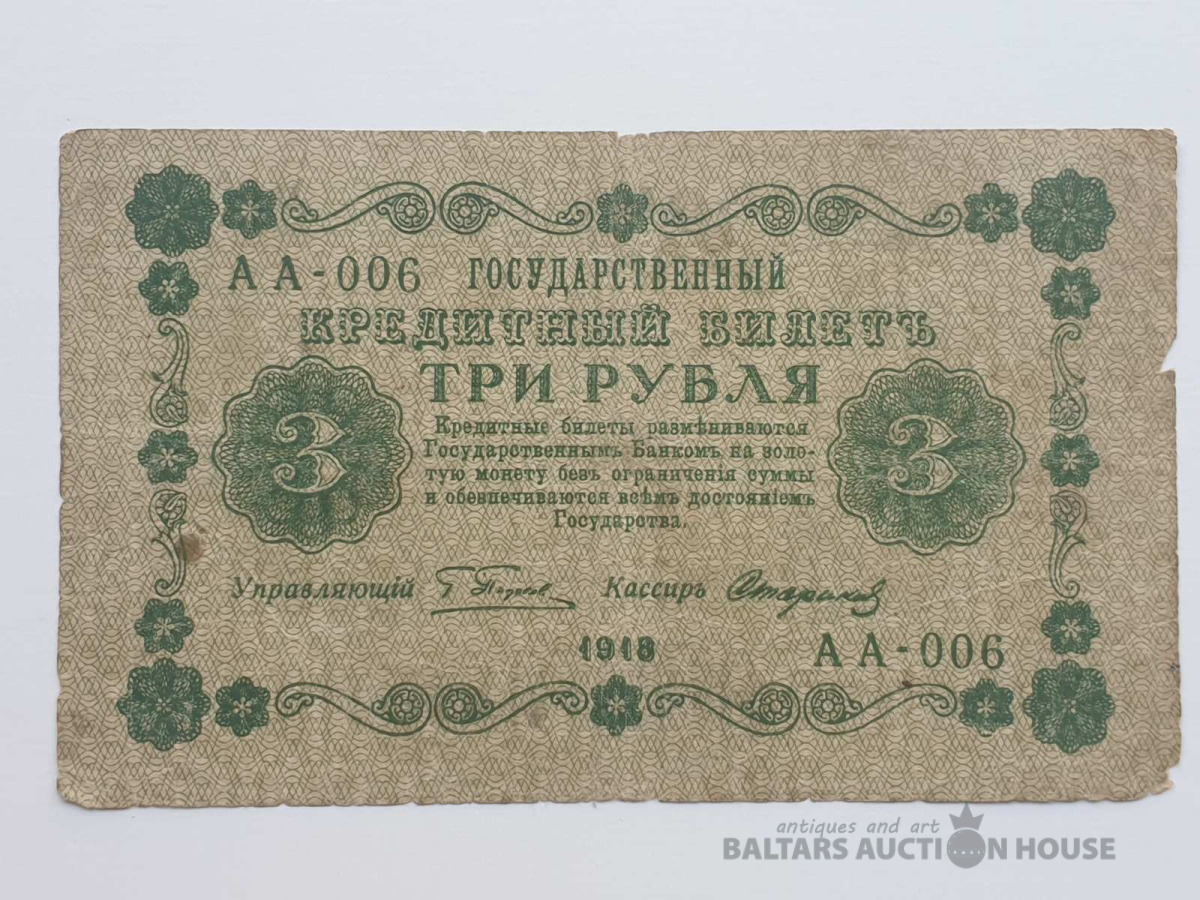 АА-006 ГОСУДАРСТВЕННЫЙ
КРЕДИТНЫЙ БИЛЕТЪ
ТРИ РУБЛЯ
3
3
Кредитные билеты размѣниваются
Государственнымъ Банкомъ на золо-
тую монету безъ ограниченія суммы
и обезпечиваются всѣмъ достояніемъ
Государства.
Управляющій Кассиръ
1918
АА-006
antiques and art
BALTARS AUCTION HOUSE